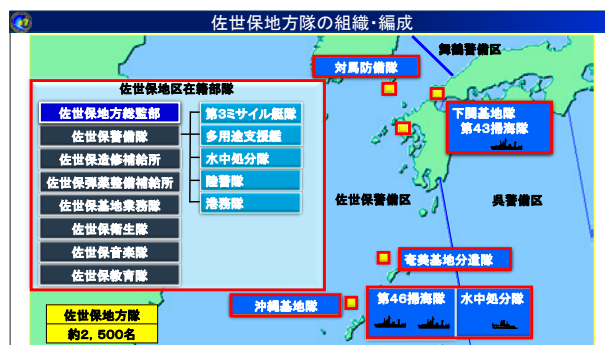 佐世保地方隊の組織・編成
舞鶴警備区
対馬防備隊
佐世保地区在籍部隊
佐世保地方総監部
佐世保警備隊
佐世保造修補給所
佐世保弾薬整備補給所
佐世保基地業務隊
佐世保衛生隊
佐世保音楽隊
佐世保教育隊
第3ミサイル艇隊
多用途支援艦
水中処分隊
陸警隊
港務隊
下関基地隊
第43掃海隊
佐世保警備区
呉警備区
奄美基地分遣隊
沖縄基地隊
第46掃海隊
水中処分隊
佐世保地方隊
約2,500名